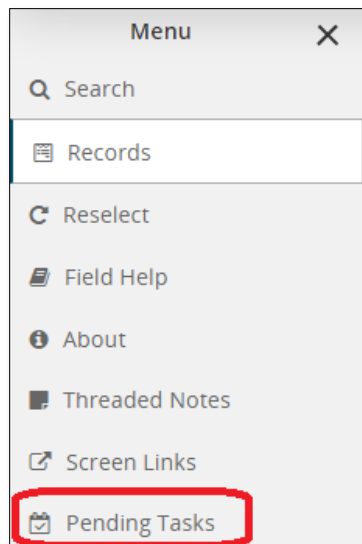 Menu
Search
Records
Reselect
Field Help
About
Threaded Notes
Screen Links
Pending Tasks